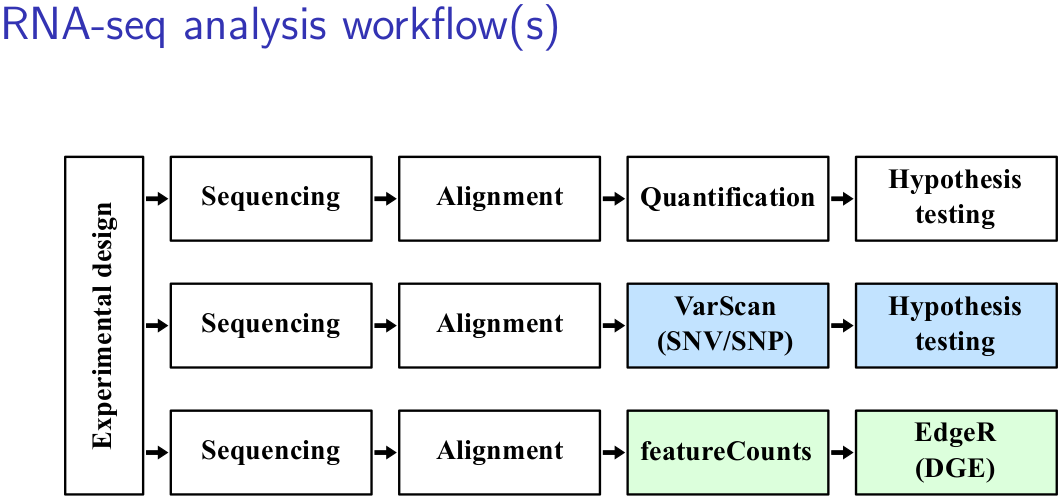 RNA-seq analysis workflow(s)
Experimental design
Sequencing
Alignment
Quantification
Hypothesis
testing
Sequencing
Alignment
VarScan
(SNV/SNP)
Hypothesis
testing
Sequencing
Alignment
featureCounts
EdgeR
(DGE)